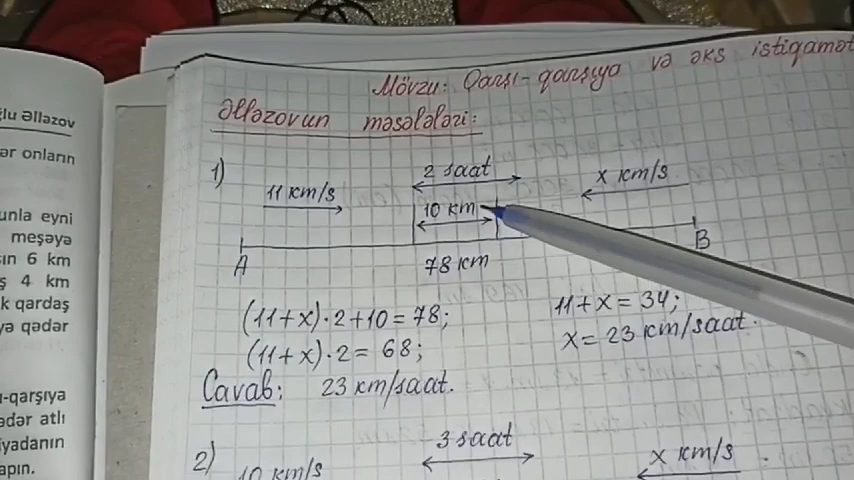 Mövzu: Qarşı-qarşıya və əks istiqamət
Əlləzovun məsələləri:
1)
2 saat
11 km/s
x km/s
10 km
A
B
78 km
(11+x)·2+10=78;
11+x=34;
(11+x)·2=68;
x=23 km/saat.
Cavab: 23 km/saat.
2)
3 saat
10 km/s
x km/s
lu Əlləzov
ər onların
unla eyni
meşəyə
ın 6 km
ş 4 km
k qardaş
və qədər
-qarşıya
ədər atlı
iyadanın
apın.